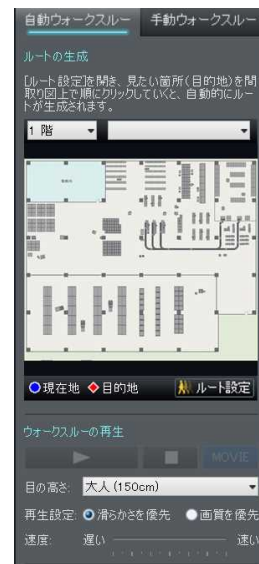 自動ウォークスルー 手動ウォークスルー
ルートの生成
[ルート設定]を開き、見たい箇所(目的地)を間
取り図上で順にクリックしていくと、自動的にルー
トが生成されます。
1 階
現在地 目的地 ルート設定
ウォークスルーの再生
MOVIE
目の高さ: 大人 (150cm)
再生設定: 滑らかさを優先 画質を優先
速度: 遅い 速い